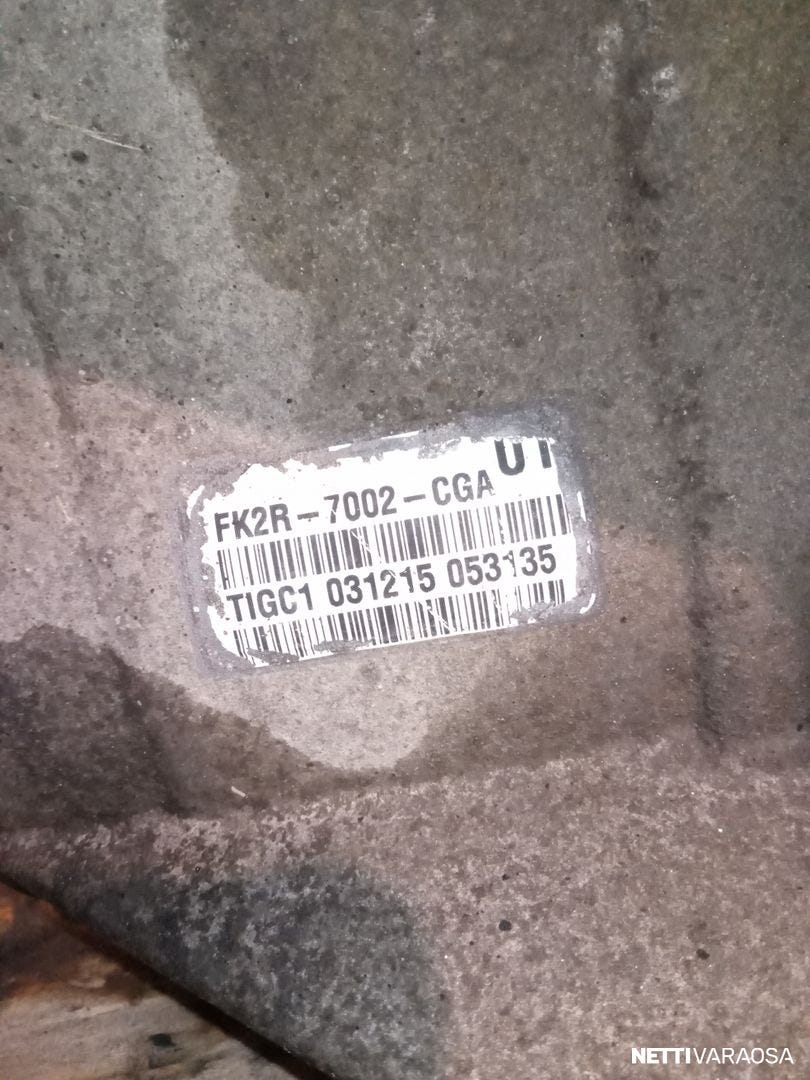 FK2R-7002-CGA
TIGC1 031215 053135
NETTIVARAOSA